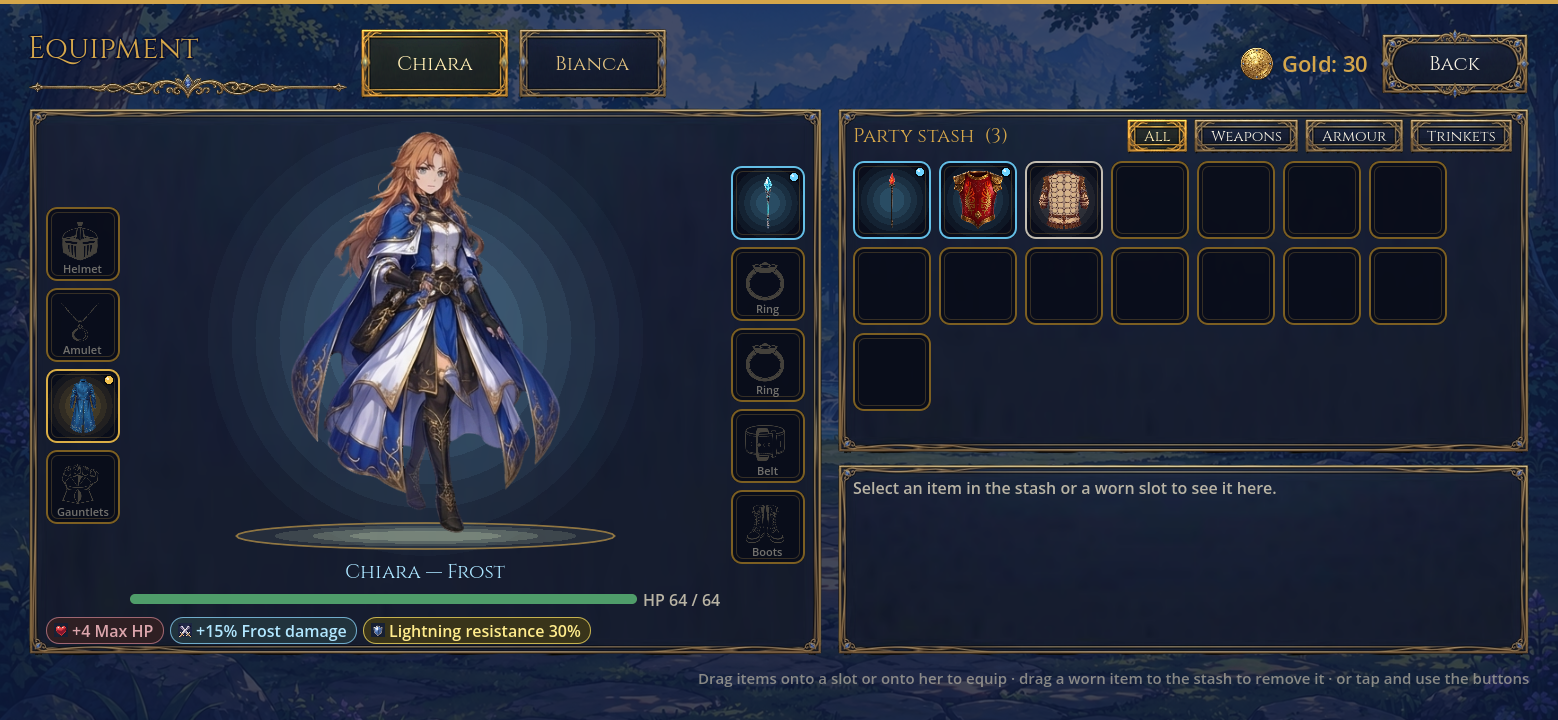 Equipment
Chiara
Bianca
Gold: 30
Back
Helmet
Amulet
Gauntlets
Ring
Ring
Belt
Boots
Chiara — Frost
HP 64 / 64
+4 Max HP
+15% Frost damage
Lightning resistance 30%
Party stash (3)
All
Weapons
Armour
Trinkets
Select an item in the stash or a worn slot to see it here.
Drag items onto a slot or onto her to equip · drag a worn item to the stash to remove it · or tap and use the buttons